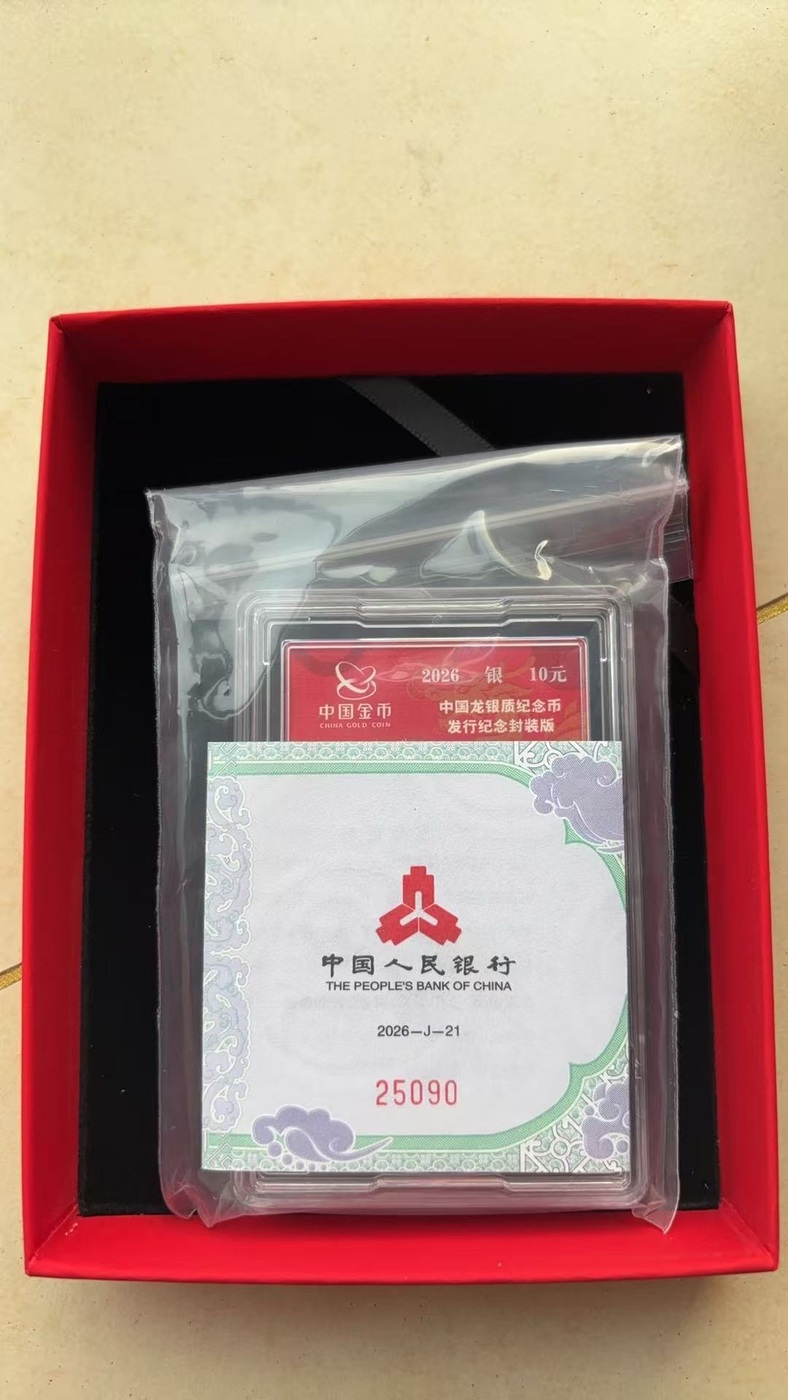 2026 银 10元
中国金币
CHINA GOLD COIN
中国龙银质纪念币
发行纪念封装版
中国人民银行
THE PEOPLE'S BANK OF CHINA
2026—J—21
25090